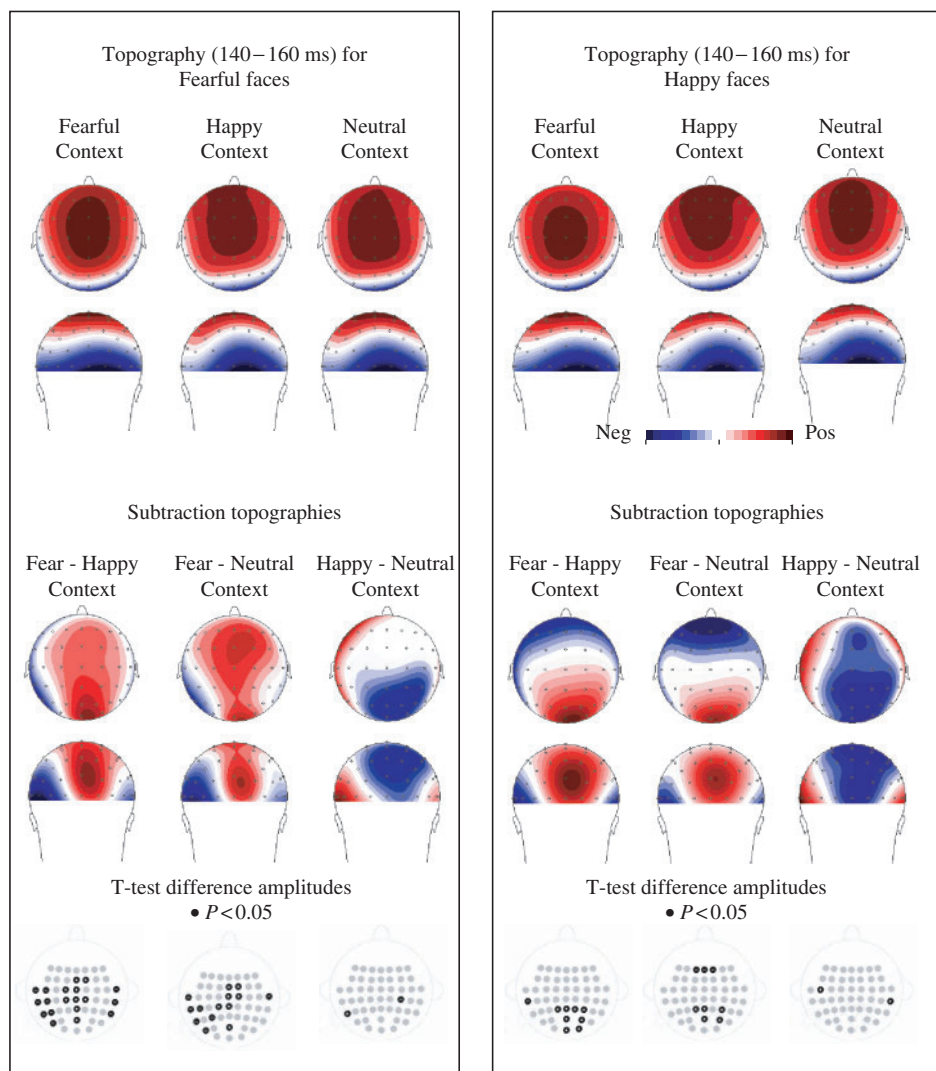 Topography (140–160 ms) for
Fearful faces
Fearful
Context
Happy
Context
Neutral
Context
Subtraction topographies
Fear - Happy
Context
Fear - Neutral
Context
Happy - Neutral
Context
T-test difference amplitudes
• P<0.05
Topography (140–160 ms) for
Happy faces
Fearful
Context
Happy
Context
Neutral
Context
Neg Pos
Subtraction topographies
Fear - Happy
Context
Fear - Neutral
Context
Happy - Neutral
Context
T-test difference amplitudes
• P<0.05